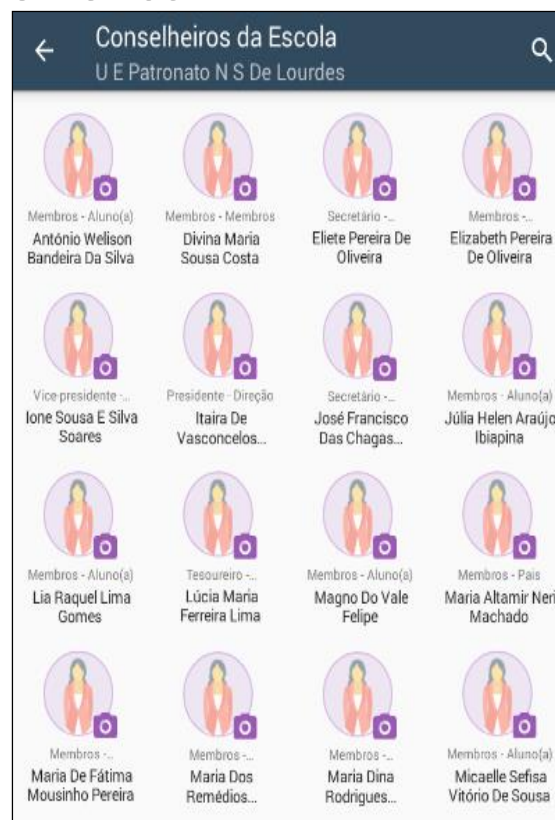 Conselheiros da Escola
U E Patronato N S De Lourdes
Membros - Aluno(a)
António Welison
Bandeira Da Silva
Membros - Membros
Divina Maria
Sousa Costa
Secretário -...
Eliete Pereira De
Oliveira
Membros -...
Elizabeth Pereira
De Oliveira
Vice-presidente -...
Ione Sousa E Silva
Soares
Presidente - Direção
Itaira De
Vasconcelos...
Secretário -...
José Francisco
Das Chagas...
Membros - Aluno(a)
Júlia Helen Araújo
Ibiapina
Membros - Aluno(a)
Lia Raquel Lima
Gomes
Tesoureiro -...
Lúcia Maria
Ferreira Lima
Membros - Aluno(a)
Magno Do Vale
Felipe
Membros - Pais
Maria Altamir Neri
Machado
Membros -...
Maria De Fátima
Mousinho Pereira
Membros -...
Maria Dos
Remédios...
Membros -...
Maria Dina
Rodrigues...
Membros - Aluno(a)
Micaelle Sefisa
Vitório De Sousa